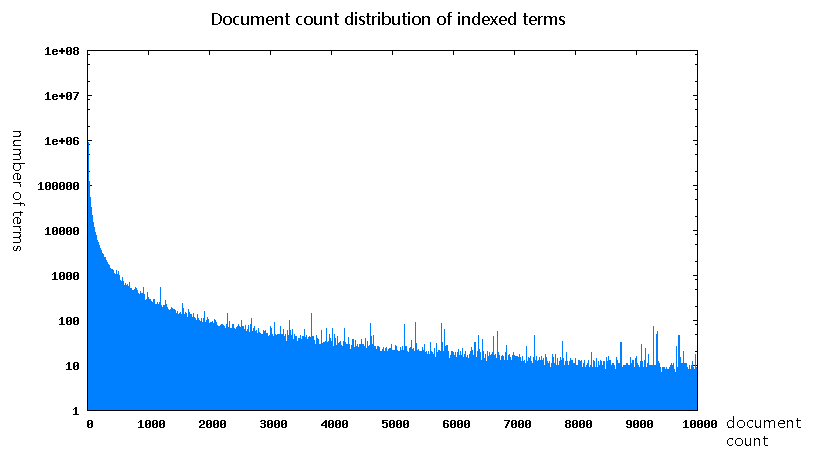 Document count distribution of indexed terms
1e+08
1e+07
1e+06
100000
10000
1000
100
10
1
number of terms
0 1000 2000 3000 4000 5000 6000 7000 8000 9000 10000
document
count